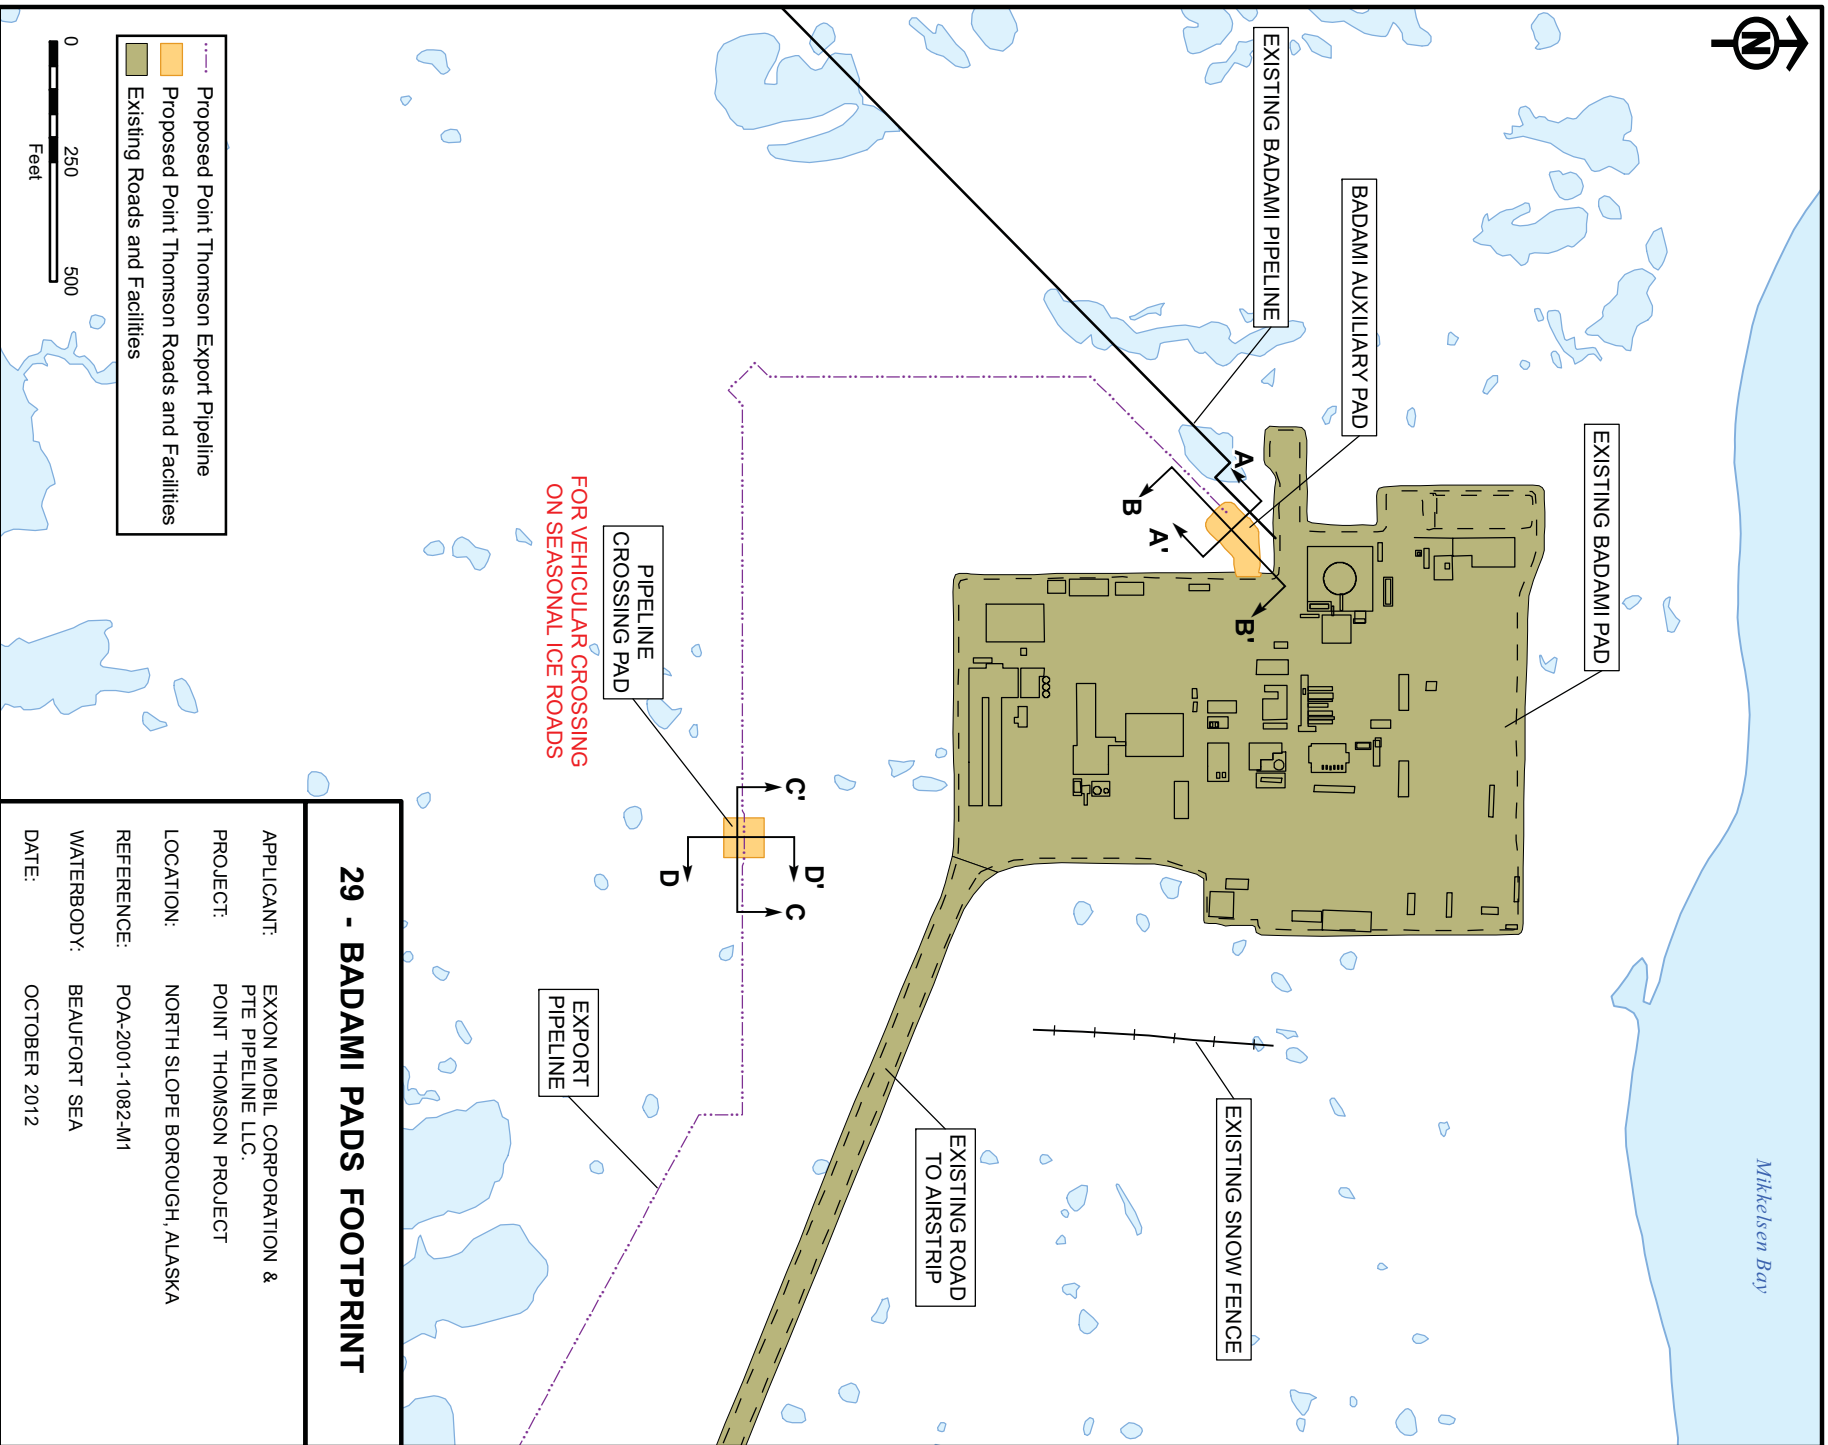 N
Mikkelsen Bay
EXISTING BADAMI PAD
BADAMI AUXILIARY PAD
EXISTING BADAMI PIPELINE
A
A'
B
B'
EXISTING SNOW FENCE
EXISTING ROAD
TO AIRSTRIP
C'
C
D'
D
PIPELINE
CROSSING PAD
FOR VEHICULAR CROSSING
ON SEASONAL ICE ROADS
EXPORT
PIPELINE
Proposed Point Thomson Export Pipeline
Proposed Point Thomson Roads and Facilities
Existing Roads and Facilities
0 250 500
Feet
29 - BADAMI PADS FOOTPRINT
APPLICANT: EXXON MOBIL CORPORATION &
PTE PIPELINE LLC.
PROJECT: POINT THOMSON PROJECT
LOCATION: NORTH SLOPE BOROUGH, ALASKA
REFERENCE: POA-2001-1082-M1
WATERBODY: BEAUFORT SEA
DATE: OCTOBER 2012